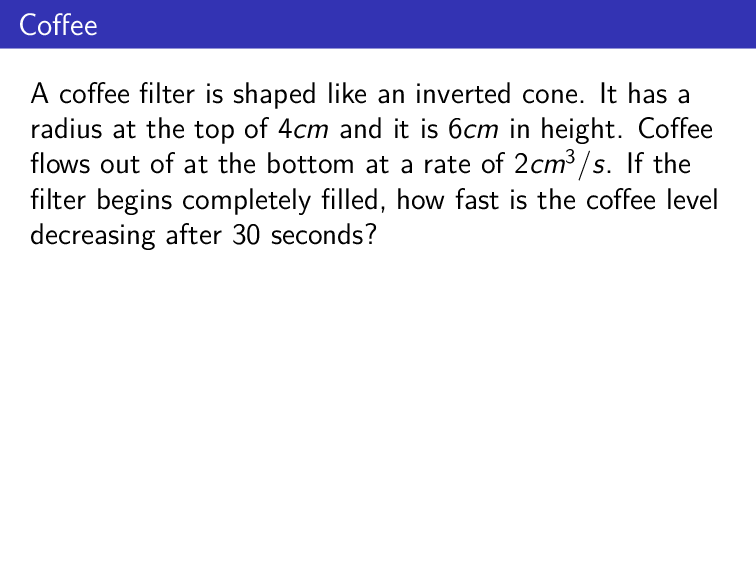 Coffee
A coffee filter is shaped like an inverted cone. It has a
radius at the top of 4cm and it is 6cm in height. Coffee
flows out of at the bottom at a rate of 2cm³/s. If the
filter begins completely filled, how fast is the coffee level
decreasing after 30 seconds?